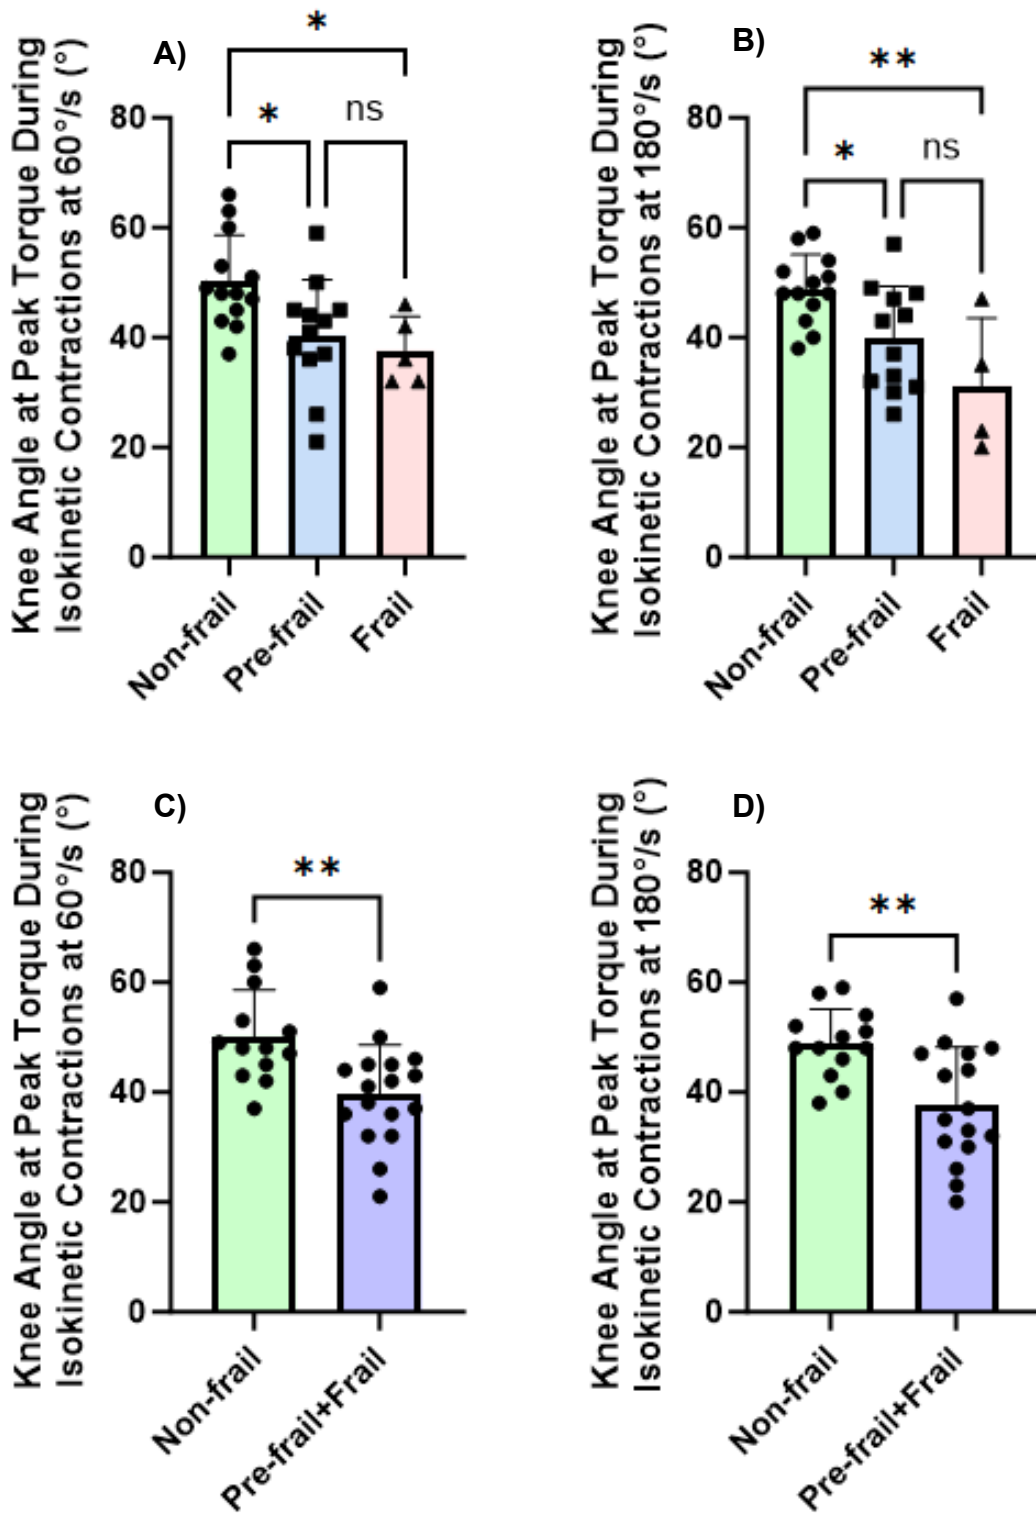 A)
Knee Angle at Peak Torque During
Isokinetic Contractions at 60°/s (°)
*
*
ns
80
60
40
20
0
Non-frail
Pre-frail
Frail
B)
Knee Angle at Peak Torque During
Isokinetic Contractions at 180°/s (°)
**
*
ns
80
60
40
20
0
Non-frail
Pre-frail
Frail
C)
Knee Angle at Peak Torque During
Isokinetic Contractions at 60°/s (°)
**
80
60
40
20
0
Non-frail
Pre-frail+Frail
D)
Knee Angle at Peak Torque During
Isokinetic Contractions at 180°/s (°)
**
80
60
40
20
0
Non-frail
Pre-frail+Frail